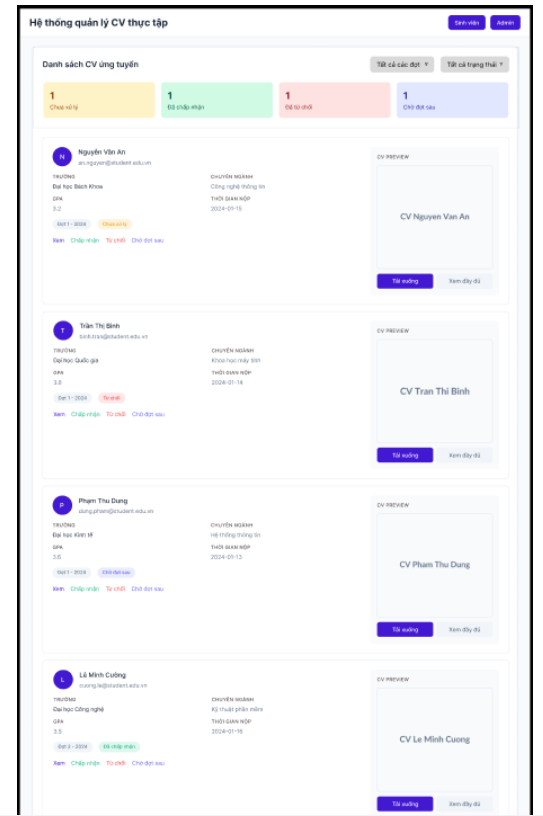 Hệ thống quản lý CV thực tập
Sinh viên
Admin
Danh sách CV ứng tuyển
Tất cả các đợt
Tất cả trạng thái
1
Chưa xử lý
1
Đã chấp nhận
1
Đã từ chối
1
Chờ đợt sau
N
Nguyễn Văn An
an.nguyen@student.edu.vn
TRƯỜNG
Đại học Bách Khoa
CHUYÊN NGÀNH
Công nghệ thông tin
GPA
3.2
THỜI GIAN NỘP
2024-01-15
Đợt 1 - 2024
Chưa xử lý
Xem Chấp nhận Từ chối Chờ đợt sau
CV PREVIEW
CV Nguyen Van An
Tải xuống
Xem đầy đủ
T
Trần Thị Bình
binh.tran@student.edu.vn
TRƯỜNG
Đại học Quốc gia
CHUYÊN NGÀNH
Khoa học máy tính
GPA
3.8
THỜI GIAN NỘP
2024-01-14
Đợt 1 - 2024
Từ chối
Xem Chấp nhận Từ chối Chờ đợt sau
CV PREVIEW
CV Tran Thi Binh
Tải xuống
Xem đầy đủ
P
Phạm Thu Dung
dung.pham@student.edu.vn
TRƯỜNG
Đại học Kinh tế
CHUYÊN NGÀNH
Hệ thống thông tin
GPA
3.6
THỜI GIAN NỘP
2024-01-13
Đợt 1 - 2024
Chờ đợt sau
Xem Chấp nhận Từ chối Chờ đợt sau
CV PREVIEW
CV Pham Thu Dung
Tải xuống
Xem đầy đủ
L
Lê Minh Cường
cuong.le@student.edu.vn
TRƯỜNG
Đại học Công nghệ
CHUYÊN NGÀNH
Kỹ thuật phần mềm
GPA
3.5
THỜI GIAN NỘP
2024-01-16
Đợt 2 - 2024
Đã chấp nhận
Xem Chấp nhận Từ chối Chờ đợt sau
CV PREVIEW
CV Le Minh Cuong
Tải xuống
Xem đầy đủ